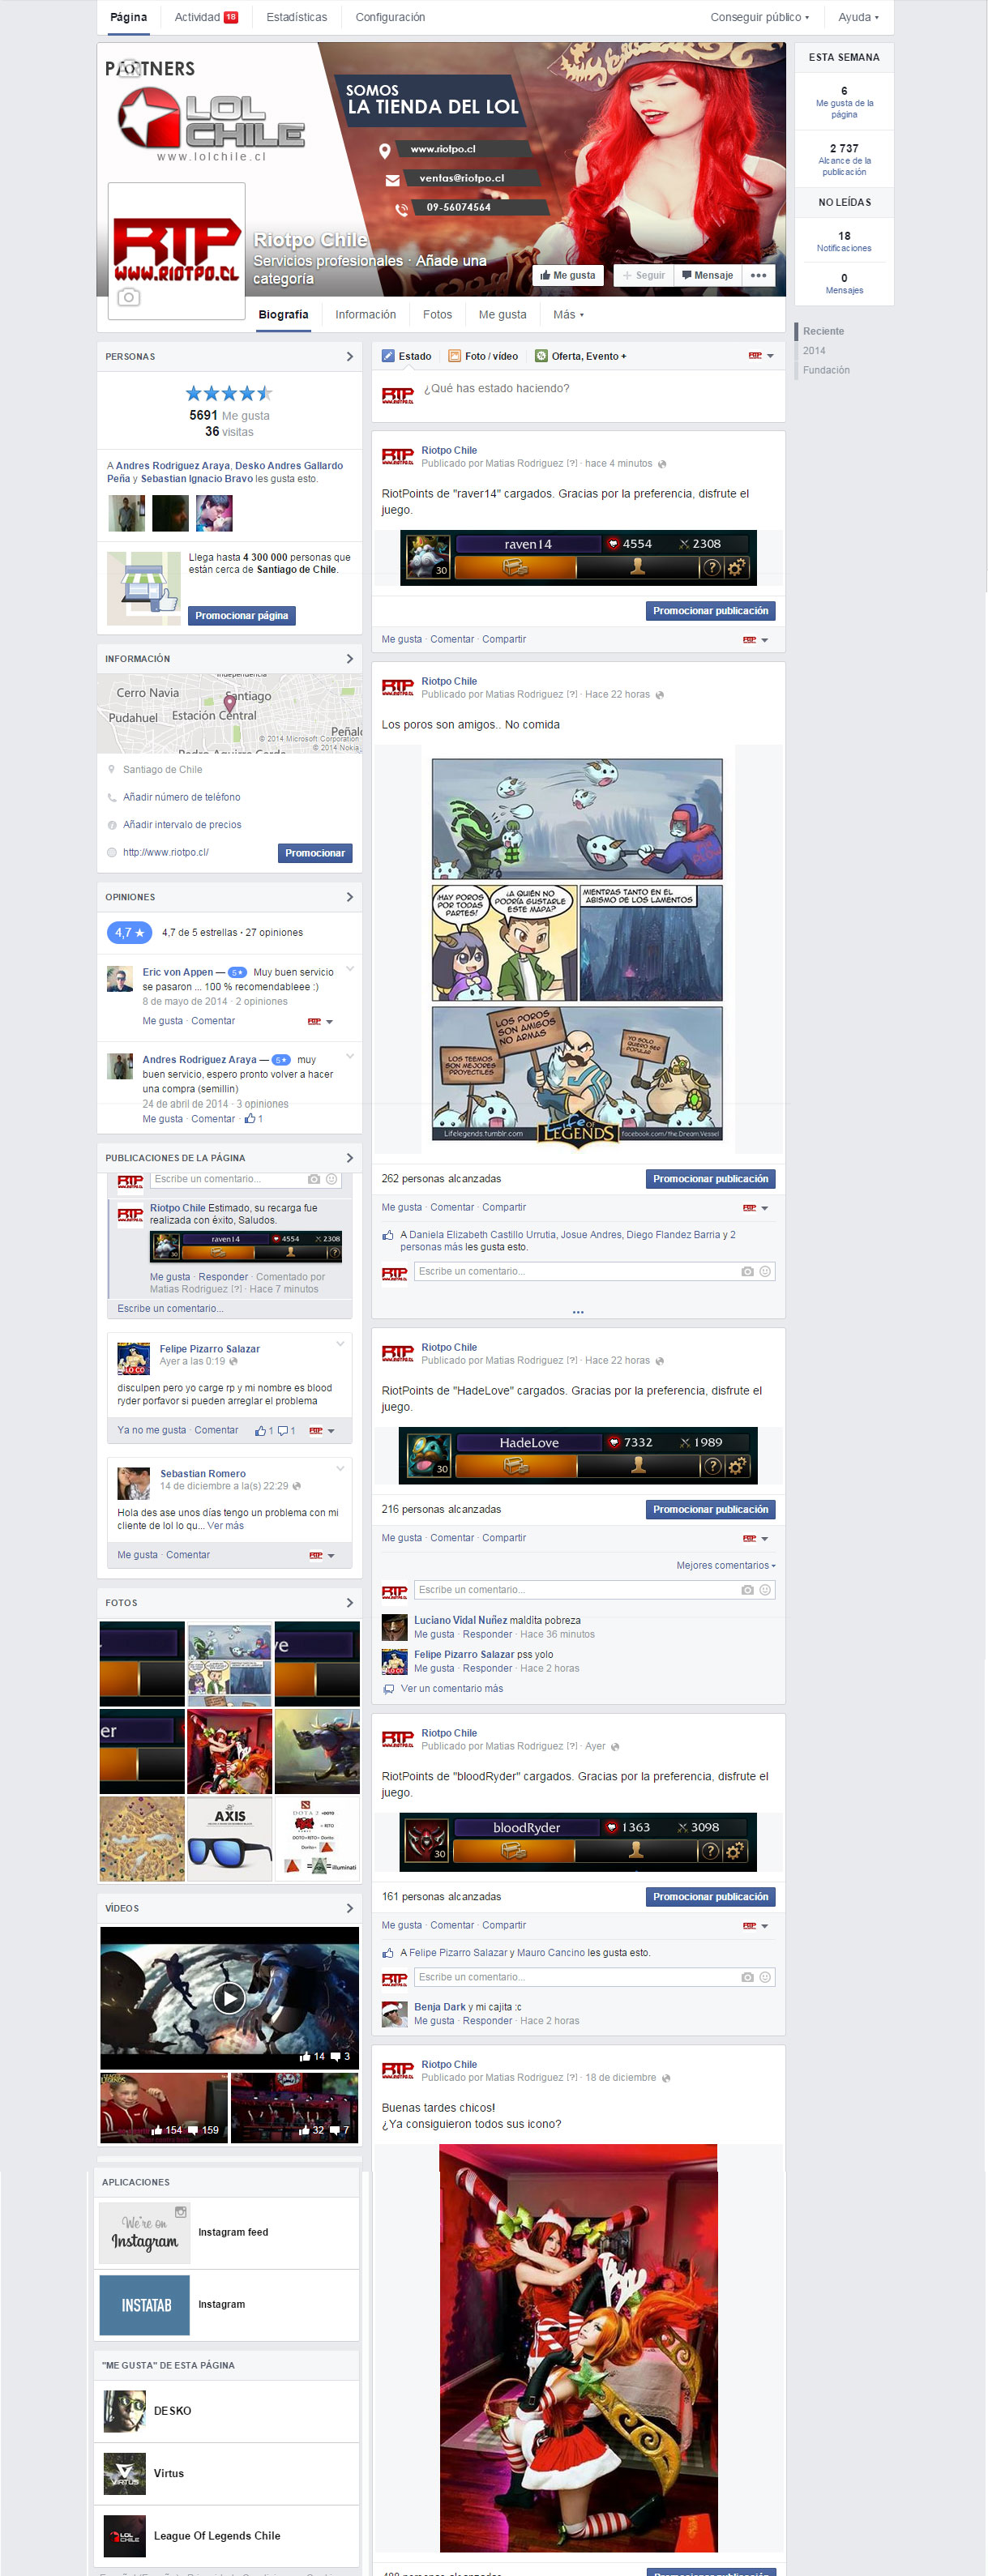 Página
Actividad 18
Estadísticas
Configuración
Conseguir público
Ayuda
PARTNERS
LOL
CHILE
www.lolchile.cl
SOMOS
LA TIENDA DEL LOL
www.riotpo.cl
ventas@riotpo.cl
09-56074564
RTP
WWW.RIOTPO.CL
Riotpo Chile
Servicios profesionales · Añade una
categoría
Me gusta
Seguir
Mensaje
Biografía
Información
Fotos
Me gusta
Más
ESTA SEMANA
6
Me gusta de la
página
2 737
Alcance de la
publicación
NO LEÍDAS
18
Notificaciones
0
Mensajes
Reciente
2014
Fundación
PERSONAS
5691 Me gusta
36 visitas
A Andres Rodriguez Araya, Desko Andres Gallardo
Peña y Sebastian Ignacio Bravo les gusta esto.
Llega hasta 4 300 000 personas que
están cerca de Santiago de Chile.
Promocionar página
INFORMACIÓN
Independencia
Cerro Navia
Santiago
Pudahuel
Estación Central
Peñalo
© 2014 Microsoft Corporation
© 2014 Nokia
Pedro Aguirre Cerda
Santiago de Chile
Añadir número de teléfono
Añadir intervalo de precios
http://www.riotpo.cl/
Promocionar
OPINIONES
4,7 ★
4,7 de 5 estrellas · 27 opiniones
Eric von Appen — 5★ Muy buen servicio
se pasaron ... 100 % recomendableee :)
8 de mayo de 2014 · 2 opiniones
Me gusta · Comentar
Andres Rodriguez Araya — 5★ muy
buen servicio, espero pronto volver a hacer
una compra (semillin)
24 de abril de 2014 · 3 opiniones
Me gusta · Comentar · 1
PUBLICACIONES DE LA PÁGINA
Escribe un comentario...
Riotpo Chile Estimado, su recarga fue
realizada con éxito, Saludos.
raven14
4554
2308
Me gusta · Responder · Comentado por
Matias Rodriguez [?] · Hace 7 minutos
Escribe un comentario...
Felipe Pizarro Salazar
Ayer a las 0:19
disculpen pero yo carge rp y mi nombre es blood
ryder porfavor si pueden arreglar el problema
Ya no me gusta · Comentar 1 1
Sebastian Romero
14 de diciembre a la(s) 22:29
Hola des ase unos días tengo un problema con mi
cliente de lol lo qu... Ver más
Me gusta · Comentar
FOTOS
ve
er
AXIS
DOTA 2
illuminati
VÍDEOS
14 3
154 159
32 7
APLICACIONES
We're on
Instagram
Instagram feed
INSTATAB
Instagram
"ME GUSTA" DE ESTA PÁGINA
DESKO
VIRTUS
Virtus
LOL
CHILE
League Of Legends Chile
Estado
Foto / vídeo
Oferta, Evento +
¿Qué has estado haciendo?
Riotpo Chile
Publicado por Matias Rodriguez [?] · hace 4 minutos
RiotPoints de "raver14" cargados. Gracias por la preferencia, disfrute el
juego.
raven14
4554
2308
30
Promocionar publicación
Me gusta · Comentar · Compartir
Riotpo Chile
Publicado por Matias Rodriguez [?] · Hace 22 horas
Los poros son amigos.. No comida
¡HAY POROS
POR TODAS
PARTES!
¿A QUIÉN NO
PODRÍA GUSTARLE
ESTE MAPA?
MIENTRAS TANTO EN EL
ABISMO DE LOS LAMENTOS
LOS POROS
SON AMIGOS
NO ARMAS
LOS TEEMOS
SON MEJORES
PROYECTILES
YO SOLO
QUIERO SER
POPULAR
Lifelegends.tumblr.com
Life OF
LEGENDS
facebook.com/the.Dream.Vessel
262 personas alcanzadas
Promocionar publicación
Me gusta · Comentar · Compartir
A Daniela Elizabeth Castillo Urrutia, Josue Andres, Diego Flandez Barria y 2
personas más les gusta esto.
Escribe un comentario...
Riotpo Chile
Publicado por Matias Rodriguez [?] · Hace 22 horas
RiotPoints de "HadeLove" cargados. Gracias por la preferencia, disfrute el
juego.
HadeLove
7332
1989
30
216 personas alcanzadas
Promocionar publicación
Me gusta · Comentar · Compartir
Mejores comentarios
Escribe un comentario...
Luciano Vidal Nuñez maldita pobreza
Me gusta · Responder · Hace 36 minutos
Felipe Pizarro Salazar pss yolo
Me gusta · Responder · Hace 2 horas
Ver un comentario más
Riotpo Chile
Publicado por Matias Rodriguez [?] · Ayer
RiotPoints de "bloodRyder" cargados. Gracias por la preferencia, disfrute el
juego.
bloodRyder
1363
3098
30
161 personas alcanzadas
Promocionar publicación
Me gusta · Comentar · Compartir
A Felipe Pizarro Salazar y Mauro Cancino les gusta esto.
Escribe un comentario...
Benja Dark y mi cajita :c
Me gusta · Responder · Hace 2 horas
Riotpo Chile
Publicado por Matias Rodriguez [?] · 18 de diciembre
Buenas tardes chicos!
¿Ya consiguieron todos sus icono?